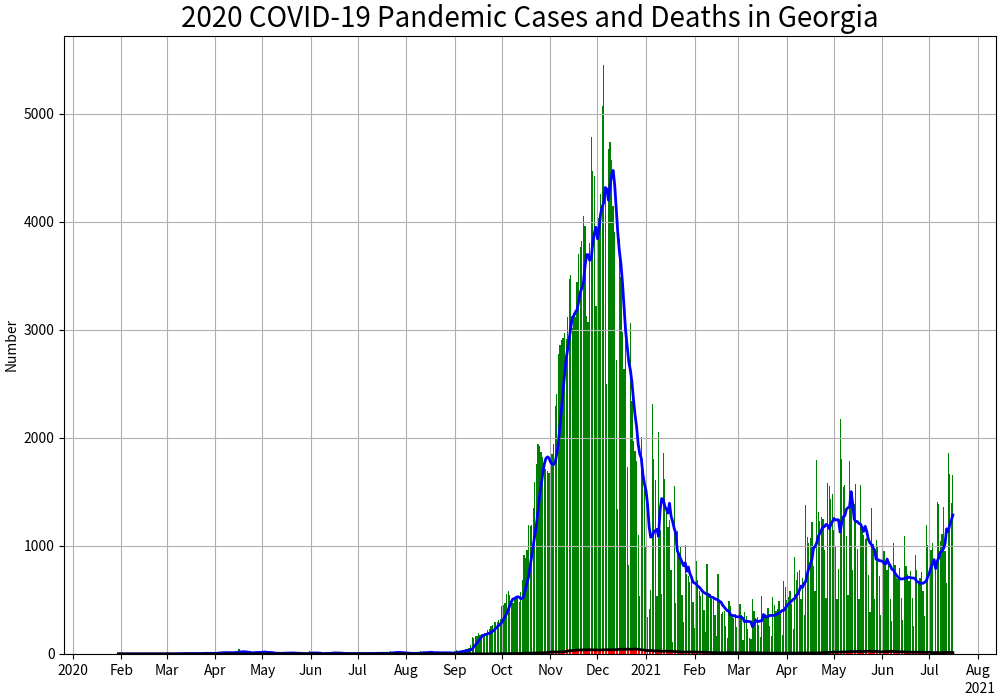 2020 COVID-19 Pandemic Cases and Deaths in Georgia
Number
5000
4000
3000
2000
1000
0
2020 Feb Mar Apr May Jun Jul Aug Sep Oct Nov Dec 2021 Feb Mar Apr May Jun Jul Aug
2021